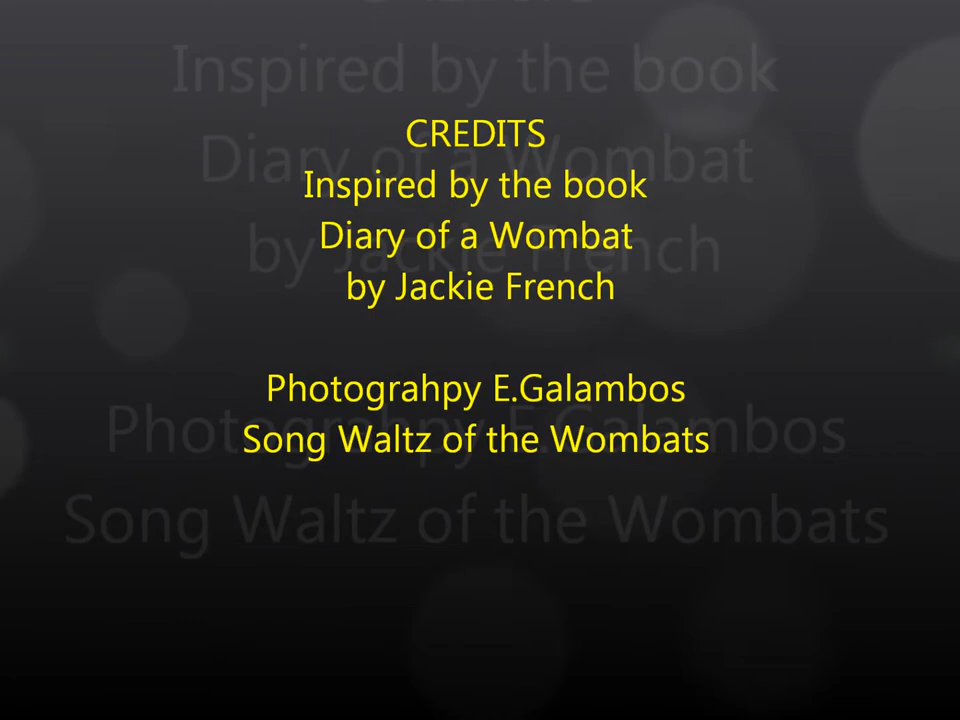 CREDITS
Inspired by the book
Diary of a Wombat
by Jackie French
Photograhpy E.Galambos
Song Waltz of the Wombats